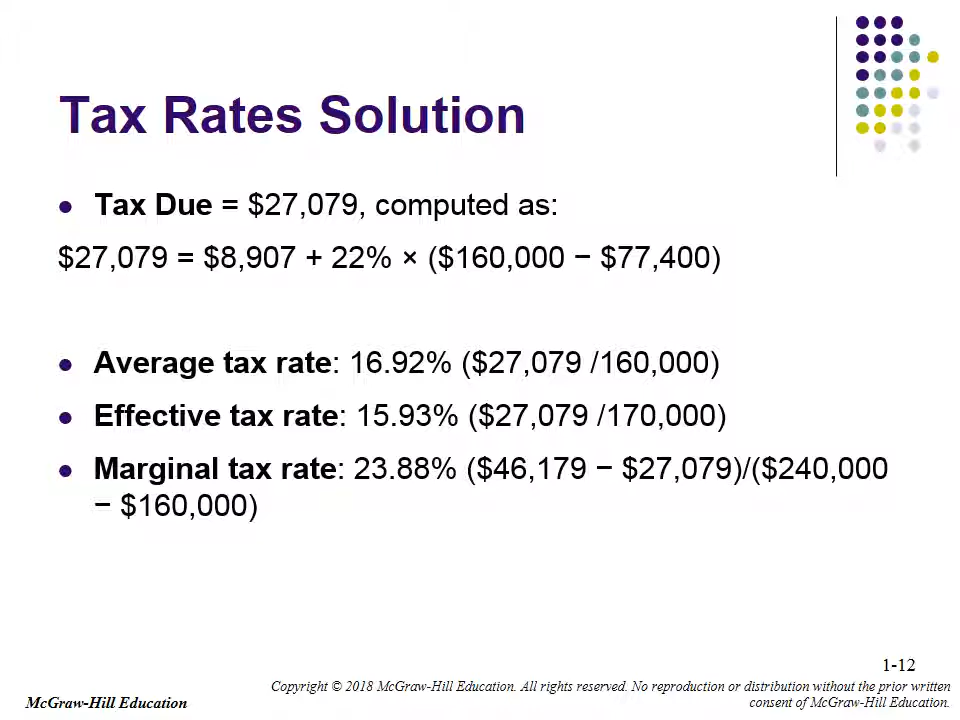 Tax Rates Solution
• Tax Due = $27,079, computed as:
$27,079 = $8,907 + 22% × ($160,000 − $77,400)
• Average tax rate: 16.92% ($27,079 /160,000)
• Effective tax rate: 15.93% ($27,079 /170,000)
• Marginal tax rate: 23.88% ($46,179 − $27,079)/($240,000
− $160,000)
1-12
Copyright © 2018 McGraw-Hill Education. All rights reserved. No reproduction or distribution without the prior written
McGraw-Hill Education
consent of McGraw-Hill Education.